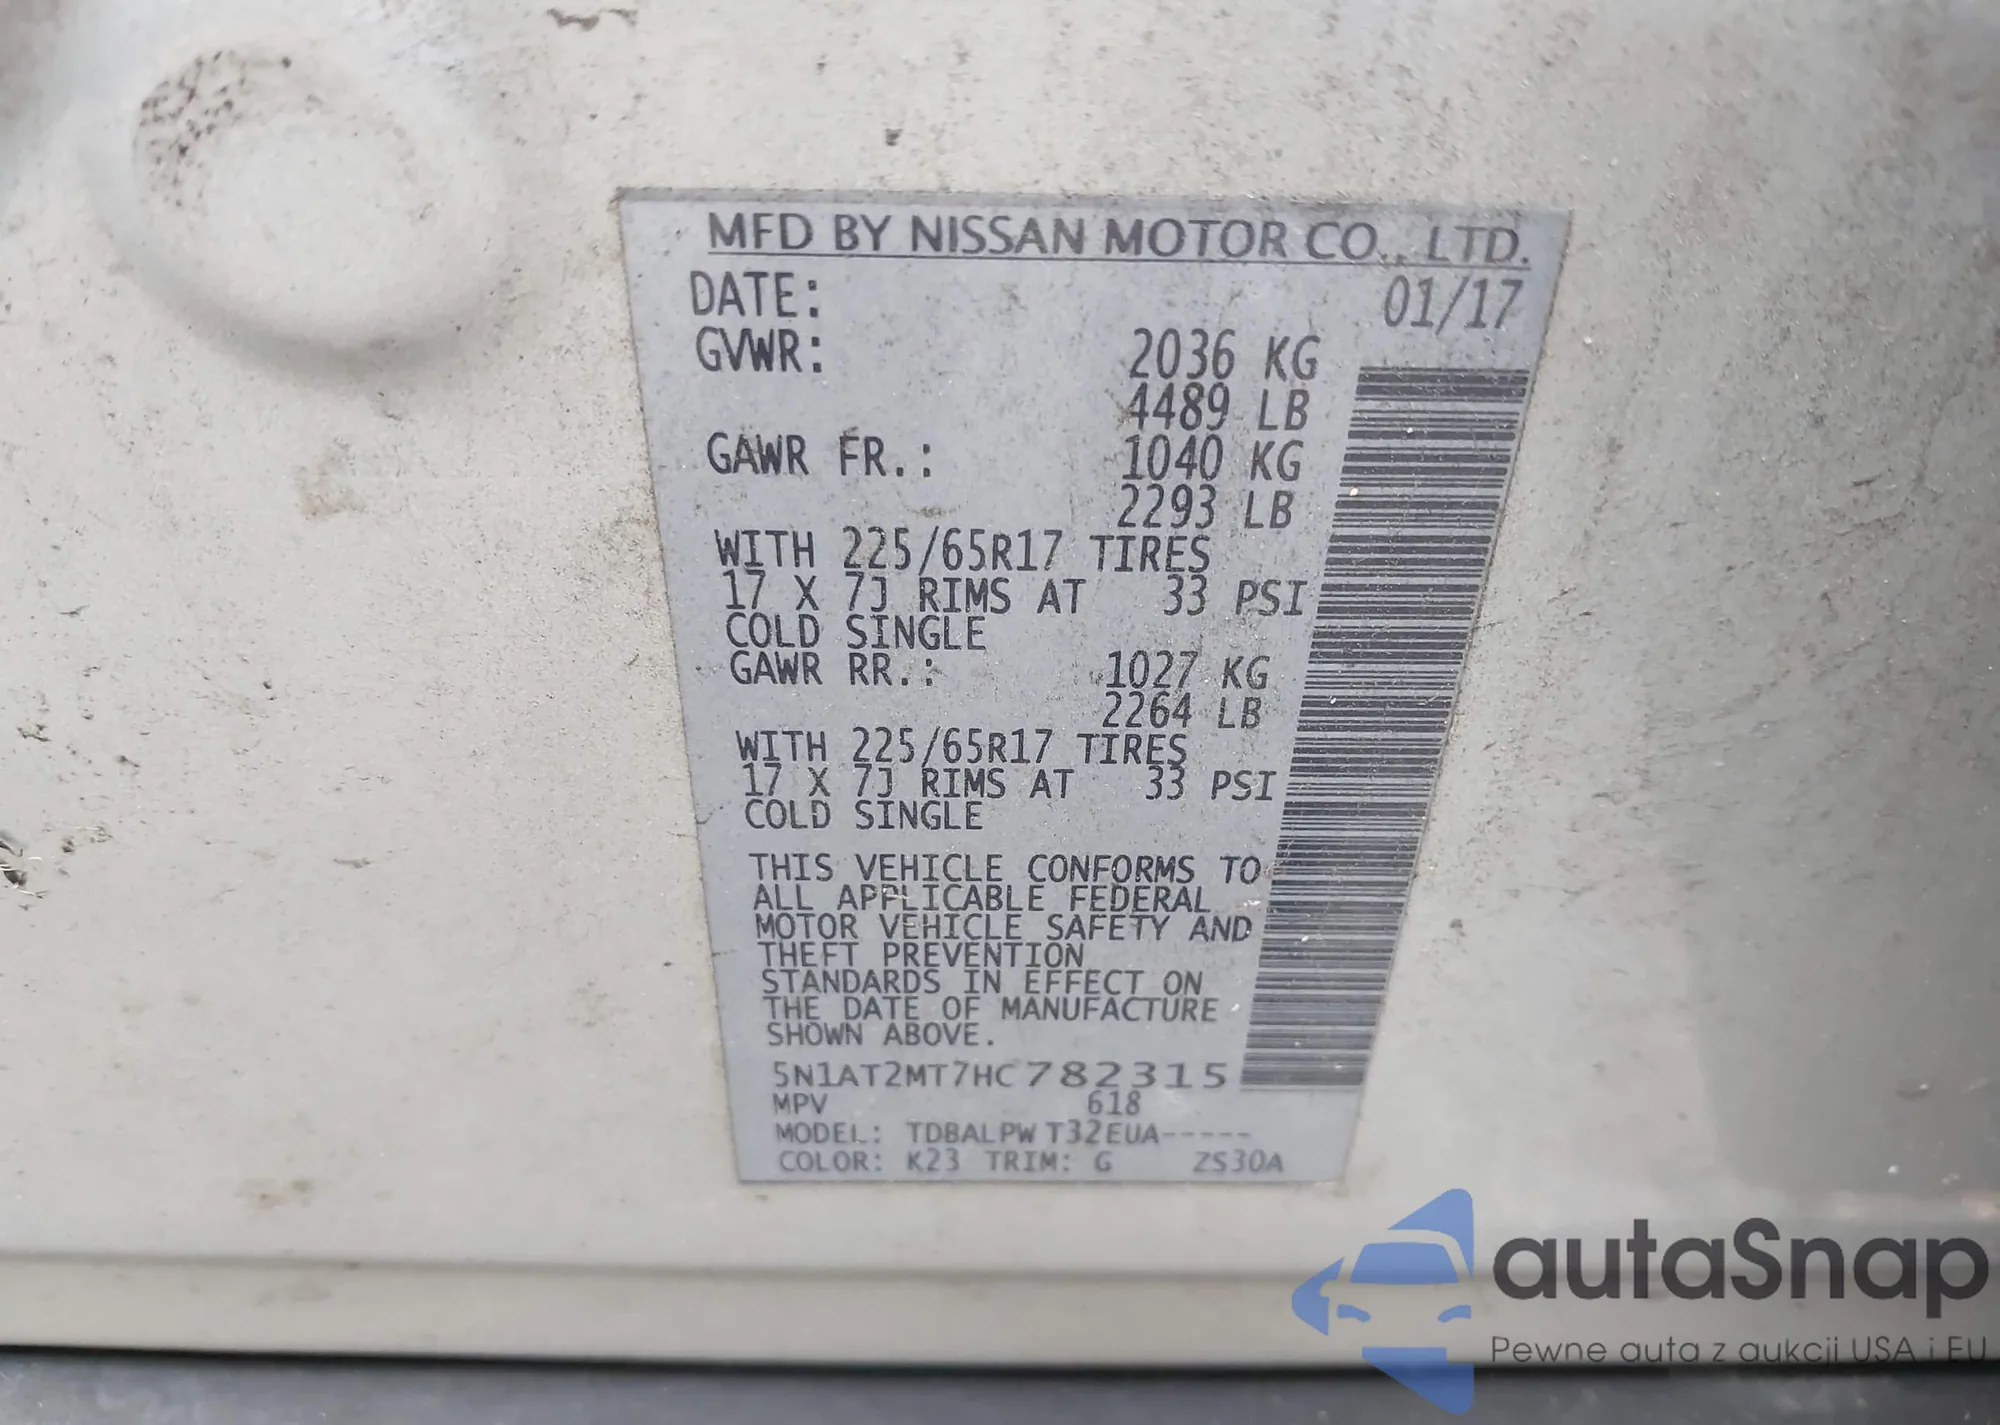 MFD BY NISSAN MOTOR CO., LTD.
DATE: 01/17
GVWR: 2036 KG
4489 LB
GAWR FR.: 1040 KG
2293 LB
WITH 225/65R17 TIRES
17 X 7J RIMS AT 33 PSI
COLD SINGLE
GAWR RR.: 1027 KG
2264 LB
WITH 225/65R17 TIRES
17 X 7J RIMS AT 33 PSI
COLD SINGLE
THIS VEHICLE CONFORMS TO
ALL APPLICABLE FEDERAL
MOTOR VEHICLE SAFETY AND
THEFT PREVENTION
STANDARDS IN EFFECT ON
THE DATE OF MANUFACTURE
SHOWN ABOVE.
5N1AT2MT7HC782315
MPV 618
MODEL: TDBALPW T32EUA-----
COLOR: K23 TRIM: G ZS30A
autaSnap
Pewne auta z aukcji USA i EU